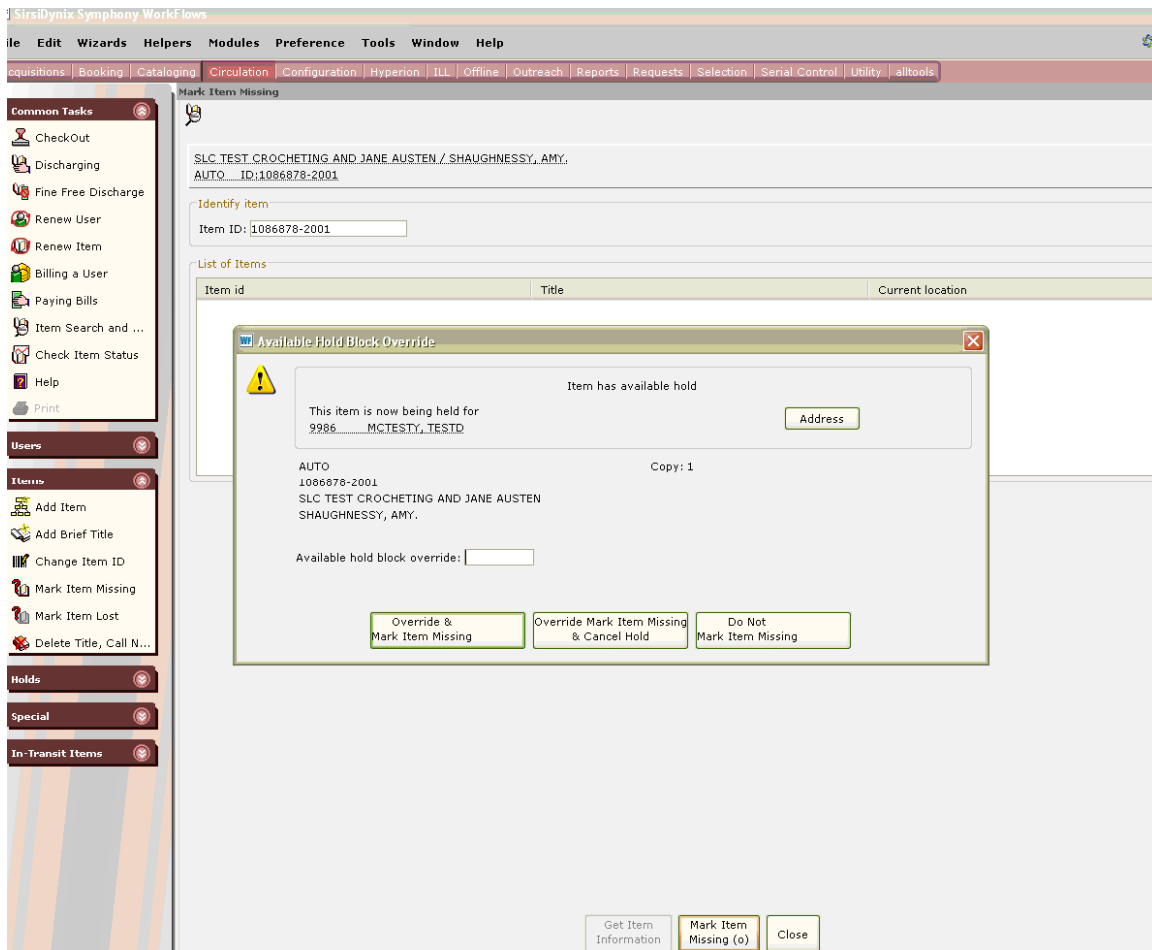 SirsiDynix Symphony WorkFlows
ile Edit Wizards Helpers Modules Preference Tools Window Help
cquisitions Booking Cataloging Circulation Configuration Hyperion ILL Offline Outreach Reports Requests Selection Serial Control Utility alltools
Mark Item Missing
Common Tasks
CheckOut
Discharging
Fine Free Discharge
Renew User
Renew Item
Billing a User
Paying Bills
Item Search and ...
Check Item Status
Help
Print
Users
Items
Add Item
Add Brief Title
Change Item ID
Mark Item Missing
Mark Item Lost
Delete Title, Call N...
Holds
Special
In-Transit Items
SLC TEST CROCHETING AND JANE AUSTEN / SHAUGHNESSY, AMY.
AUTO ID:1086878-2001
Identify item
Item ID: 1086878-2001
List of Items
Item id Title Current location
WF Available Hold Block Override
Item has available hold
This item is now being held for
9986 MCTESTY, TESTD
Address
AUTO Copy: 1
1086878-2001
SLC TEST CROCHETING AND JANE AUSTEN
SHAUGHNESSY, AMY.
Available hold block override:
Override &
Mark Item Missing
Override Mark Item Missing
& Cancel Hold
Do Not
Mark Item Missing
Get Item
Information
Mark Item
Missing (o)
Close